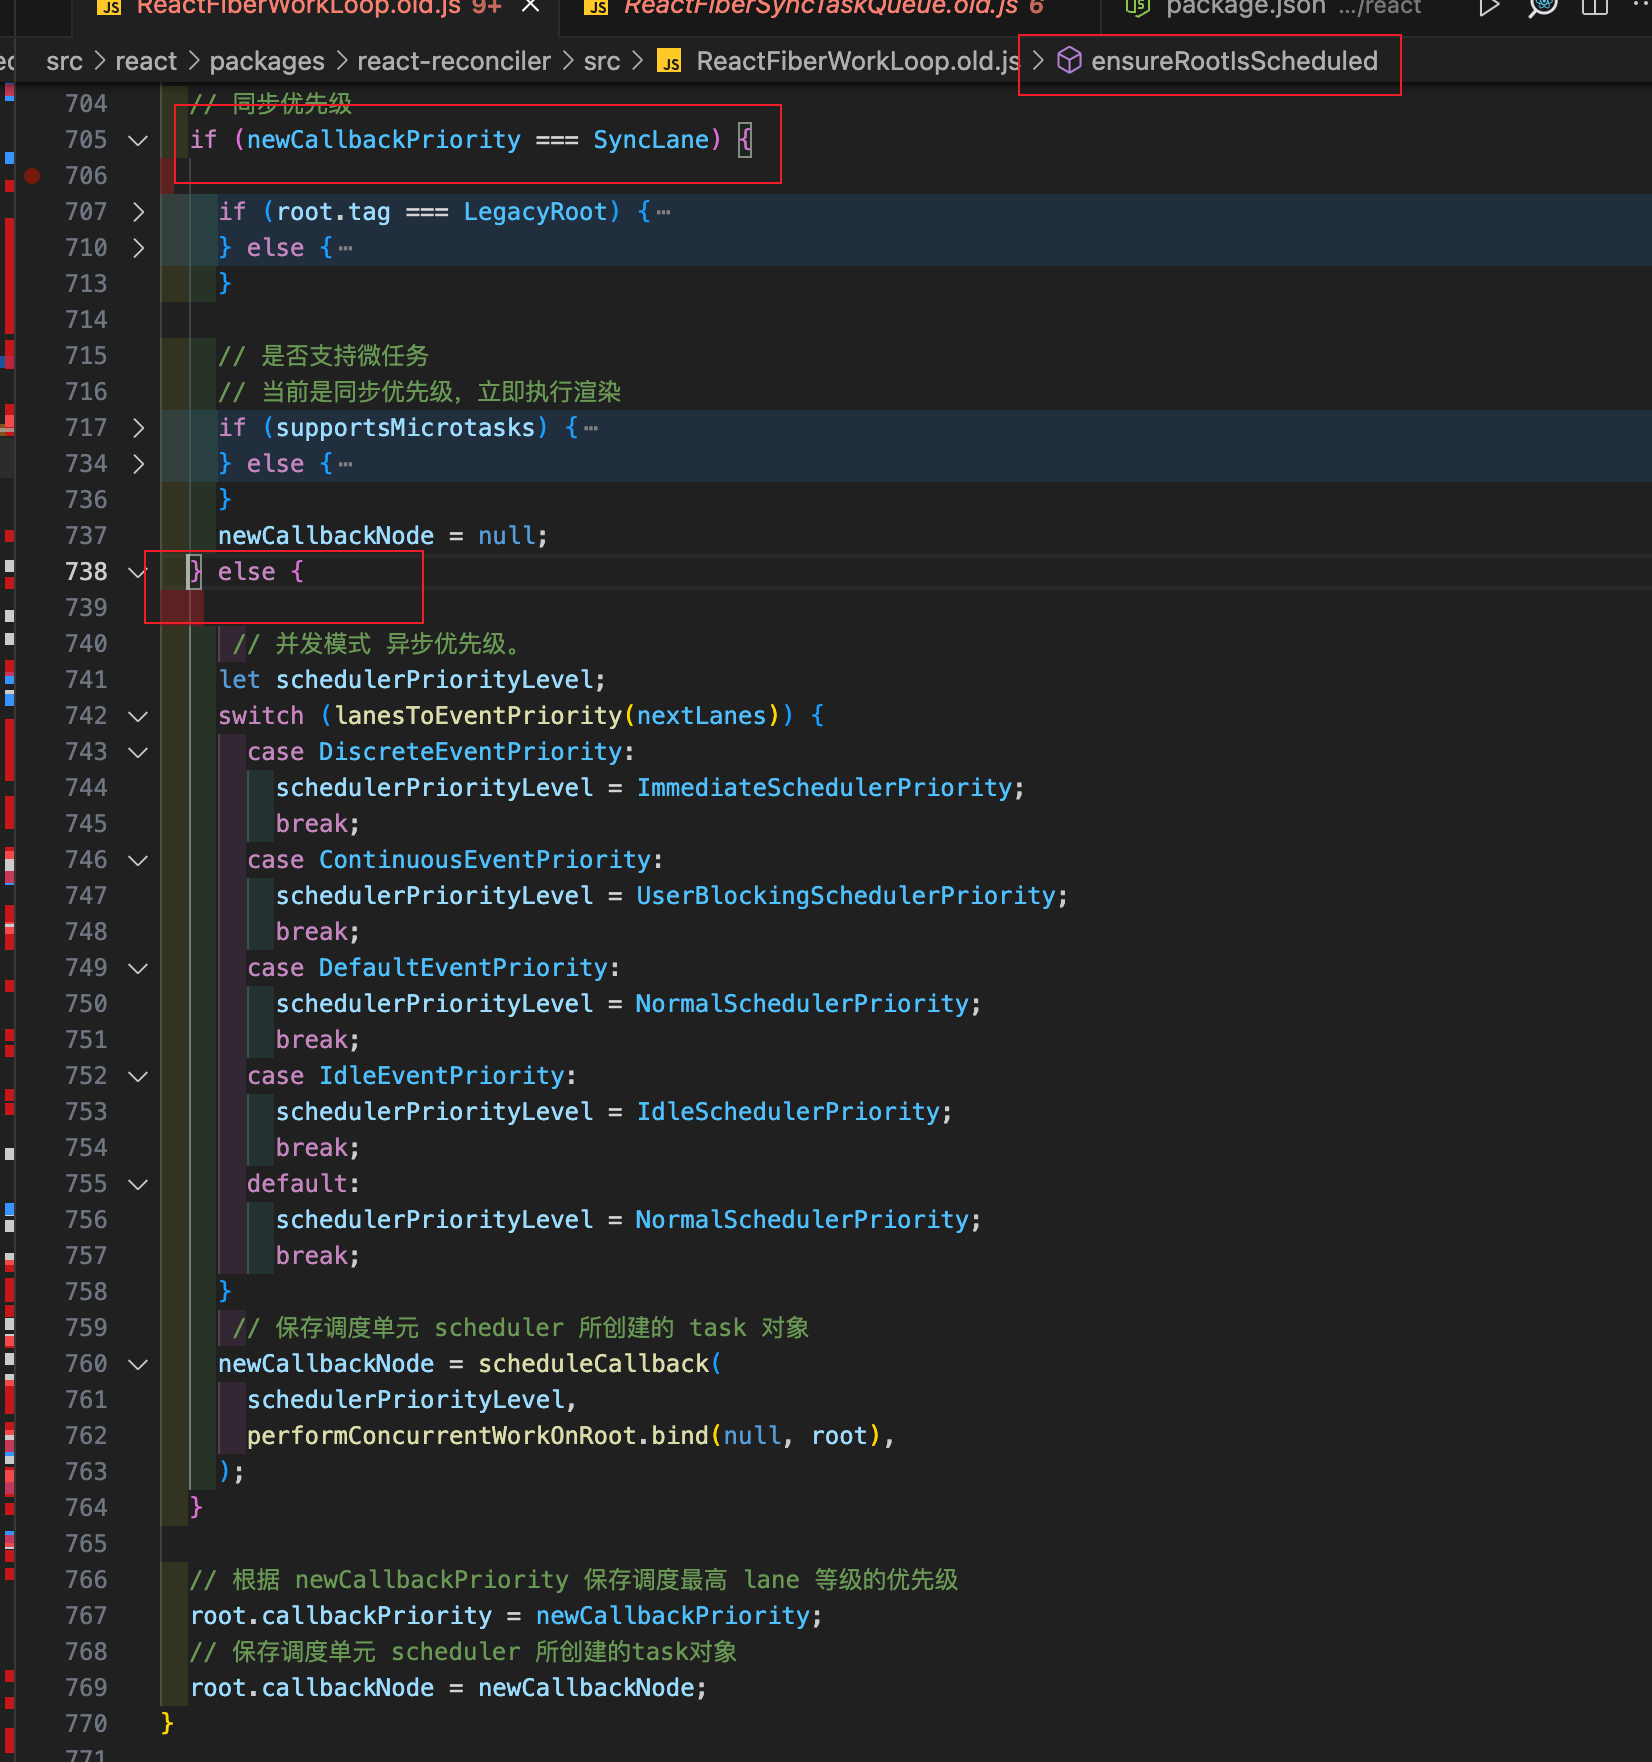 JS ReactFiberWorkLoop.old.js 9+ JS ReactFiberSyncTaskQueue.old.js 6 package.json .../react
src > react > packages > react-reconciler > src > JS ReactFiberWorkLoop.old.js > ensureRootIsScheduled
704 // 同步优先级
705 if (newCallbackPriority === SyncLane) {
706
707 if (root.tag === LegacyRoot) {⋯
710 } else {⋯
713 }
714
715 // 是否支持微任务
716 // 当前是同步优先级，立即执行渲染
717 if (supportsMicrotasks) {⋯
734 } else {⋯
736 }
737 newCallbackNode = null;
738 } else {
739
740 // 并发模式 异步优先级。
741 let schedulerPriorityLevel;
742 switch (lanesToEventPriority(nextLanes)) {
743 case DiscreteEventPriority:
744 schedulerPriorityLevel = ImmediateSchedulerPriority;
745 break;
746 case ContinuousEventPriority:
747 schedulerPriorityLevel = UserBlockingSchedulerPriority;
748 break;
749 case DefaultEventPriority:
750 schedulerPriorityLevel = NormalSchedulerPriority;
751 break;
752 case IdleEventPriority:
753 schedulerPriorityLevel = IdleSchedulerPriority;
754 break;
755 default:
756 schedulerPriorityLevel = NormalSchedulerPriority;
757 break;
758 }
759 // 保存调度单元 scheduler 所创建的 task 对象
760 newCallbackNode = scheduleCallback(
761 schedulerPriorityLevel,
762 performConcurrentWorkOnRoot.bind(null, root),
763 );
764 }
765
766 // 根据 newCallbackPriority 保存调度最高 lane 等级的优先级
767 root.callbackPriority = newCallbackPriority;
768 // 保存调度单元 scheduler 所创建的task对象
769 root.callbackNode = newCallbackNode;
770 }
771